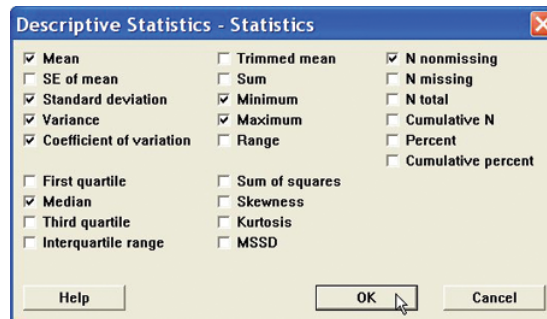 Descriptive Statistics - Statistics
Mean
SE of mean
Standard deviation
Variance
Coefficient of variation
First quartile
Median
Third quartile
Interquartile range
Trimmed mean
Sum
Minimum
Maximum
Range
Sum of squares
Skewness
Kurtosis
MSSD
N nonmissing
N missing
N total
Cumulative N
Percent
Cumulative percent
Help
OK
Cancel